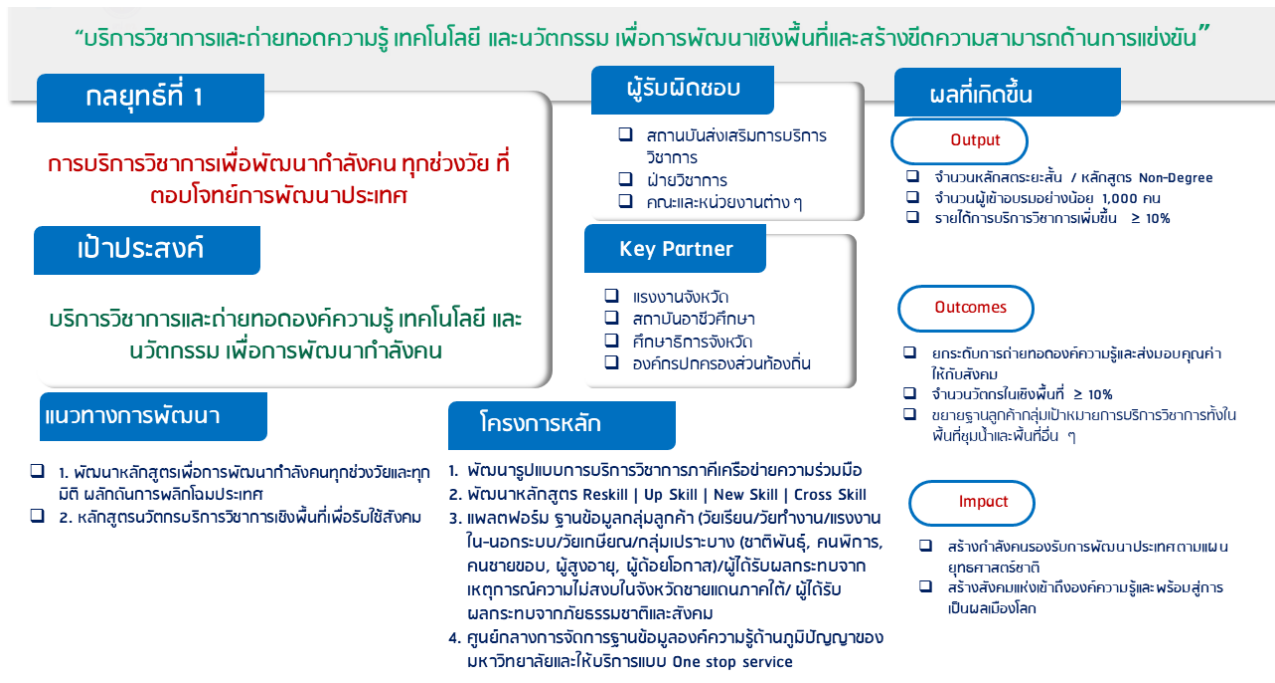 “บริการวิชาการและถ่ายทอดความรู้ เทคโนโลยี และนวัตกรรม เพื่อการพัฒนาเชิงพื้นที่และสร้างขีดความสามารถด้านการแข่งขัน”
กลยุทธ์ที่ 1
การบริการวิชาการเพื่อพัฒนากำลังคน ทุกช่วงวัย ที่
ตอบโจทย์การพัฒนาประเทศ
เป้าประสงค์
บริการวิชาการและถ่ายทอดองค์ความรู้ เทคโนโลยี และ
นวัตกรรม เพื่อการพัฒนากำลังคน
ผู้รับผิดชอบ
❑ สถานบันส่งเสริมการบริการ
วิชาการ
❑ ฝ่ายวิชาการ
❑ คณะและหน่วยงานต่าง ๆ
Key Partner
❑ แรงงานจังหวัด
❑ สถาบันอาชีวศึกษา
❑ ศึกษาธิการจังหวัด
❑ องค์กรปกครองส่วนท้องถิ่น
ผลที่เกิดขึ้น
Output
❑ จำนวนหลักสตระยะสั้น / หลักสูตร Non-Degree
❑ จำนวนผู้เข้าอบรมอย่างน้อย 1,000 คน
❑ รายได้การบริการวิชาการเพิ่มขึ้น ≥ 10%
Outcomes
❑ ยกระดับการถ่ายทอดองค์ความรู้และส่งมอบคุณค่า
ให้กับสังคม
❑ จำนวนวัตกรในเชิงพื้นที่ ≥ 10%
❑ ขยายฐานลูกค้ากลุ่มเป้าหมายการบริการวิชาการทั้งใน
พื้นที่ชุมน้ำและพื้นที่อื่น ๆ
Impact
❑ สร้างกำลังคนรองรับการพัฒนาประเทศตามแผน
ยุทธศาสตร์ชาติ
❑ สร้างสังคมแห่งเข้าถึงองค์ความรู้และพร้อมสู่การ
เป็นผลเมืองโลก
แนวทางการพัฒนา
❑ 1. พัฒนาหลักสูตรเพื่อการพัฒนากำลังคนทุกช่วงวัยและทุก
มิติ ผลักดันการพลิกโฉมประเทศ
❑ 2. หลักสูตรนวัตกรบริการวิชาการเชิงพื้นที่เพื่อรับใช้สังคม
โครงการหลัก
1. พัฒนารูปแบบการบริการวิชาการภาคีเครือข่ายความร่วมมือ
2. พัฒนาหลักสูตร Reskill | Up Skill | New Skill | Cross Skill
3. แพลตฟอร์ม ฐานข้อมูลกลุ่มลูกค้า (วัยเรียน/วัยทำงาน/แรงงาน
ใน-นอกระบบ/วัยเกษียณ/กลุ่มเปราะบาง (ชาติพันธุ์, คนพิการ,
คนชายขอบ, ผู้สูงอายุ, ผู้ด้อยโอกาส)/ผู้ได้รับผลกระทบจาก
เหตุการณ์ความไม่สงบในจังหวัดชายแดนภาคใต้/ ผู้ได้รับ
ผลกระทบจากภัยธรรมชาติและสังคม
4. ศูนย์กลางการจัดการฐานข้อมูลองค์ความรู้ด้านภูมิปัญญาของ
มหาวิทยาลัยและให้บริการแบบ One stop service